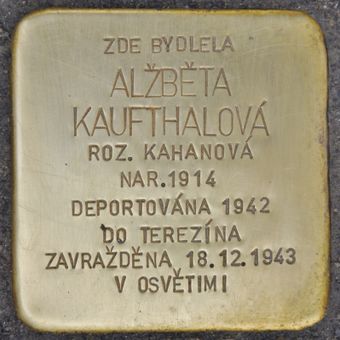 ZDE BYDLELA
ALŽBĚTA
KAUFTHALOVÁ
ROZ. KAHANOVÁ
NAR.1914
DEPORTOVÁNA 1942
DO TEREZÍNA
ZAVRAŽDĚNA 18.12.1943
V OSVĚTIMI